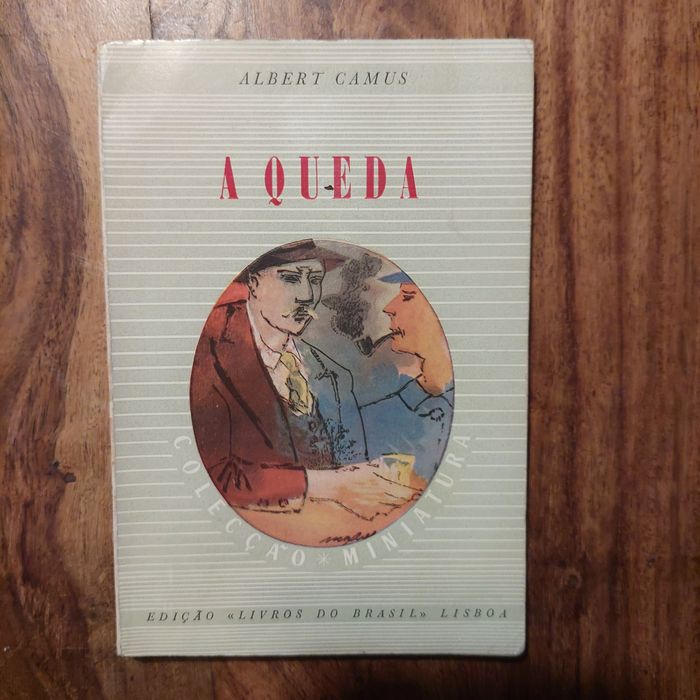 ALBERT CAMUS
A QUEDA
COLECÇÃO * MINIATURA
EDIÇÃO «LIVROS DO BRASIL» LISBOA